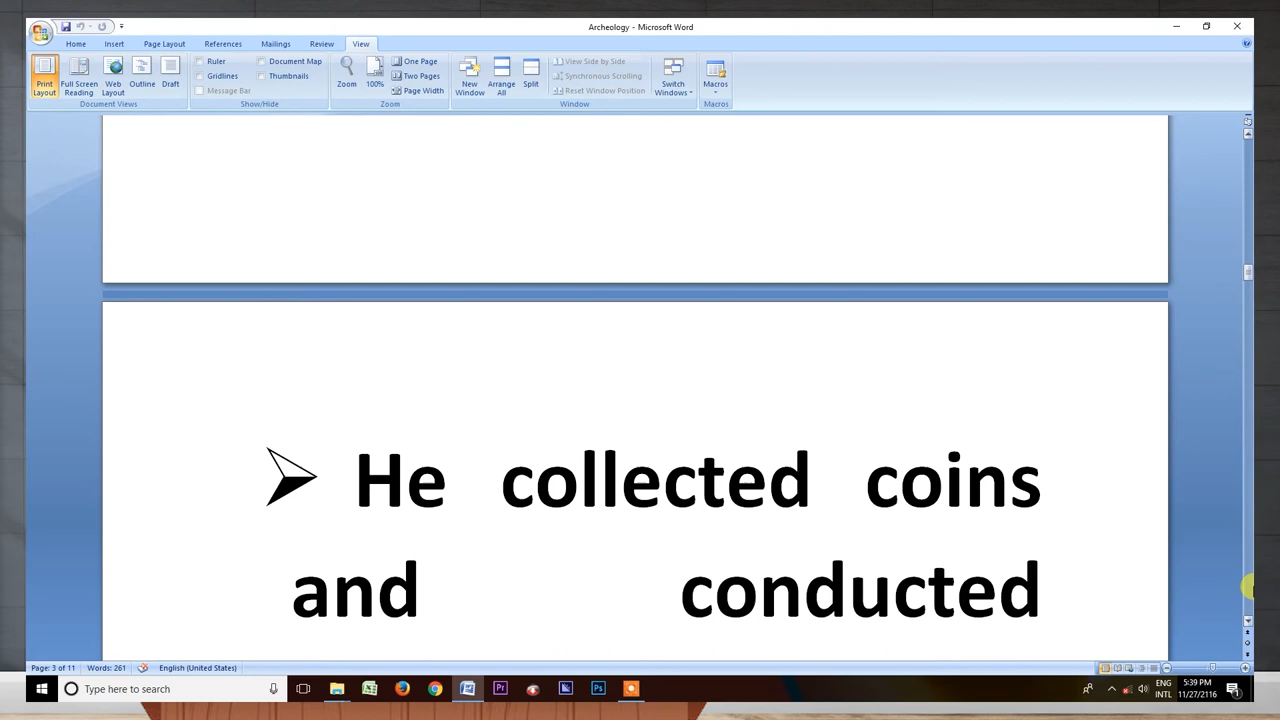 Archeology - Microsoft Word
Home Insert Page Layout References Mailings Review View
Ruler Document Map One Page View Side by Side
Gridlines Thumbnails Two Pages Synchronous Scrolling
Message Bar Page Width Reset Window Position
Print Layout Full Screen Reading Web Layout Outline Draft Zoom 100% New Window Arrange All Split Switch Windows Macros
Document Views Show/Hide Zoom Window Macros
➢ He collected coins
and conducted
Page: 3 of 11 Words: 261 English (United States)
Type here to search
ENG 5:39 PM
INTL 11/27/2116